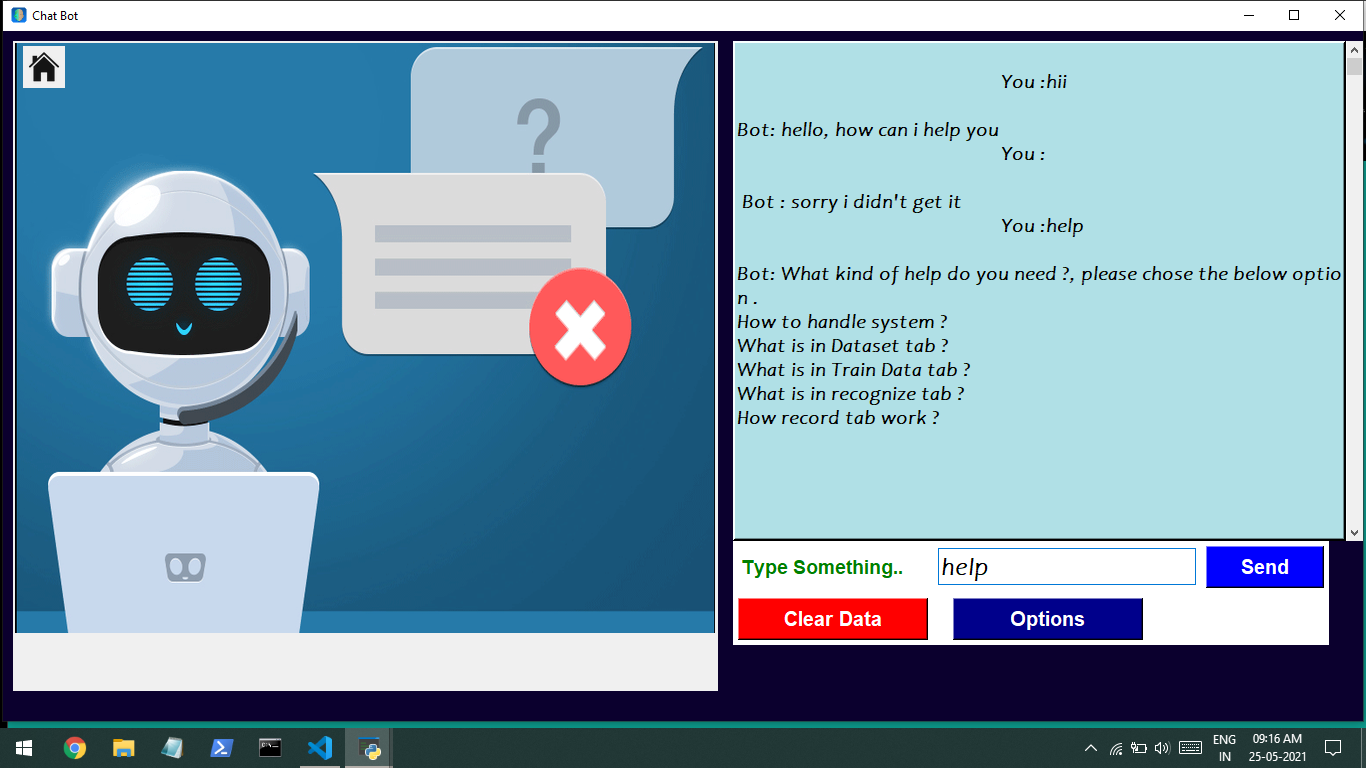 Chat Bot
?
You :hii
Bot: hello, how can i help you
You :
Bot : sorry i didn't get it
You :help
Bot: What kind of help do you need ?, please chose the below optio
n .
How to handle system ?
What is in Dataset tab ?
What is in Train Data tab ?
What is in recognize tab ?
How record tab work ?
Type Something..
help
Send
Clear Data
Options
ENG
IN
09:16 AM
25-05-2021